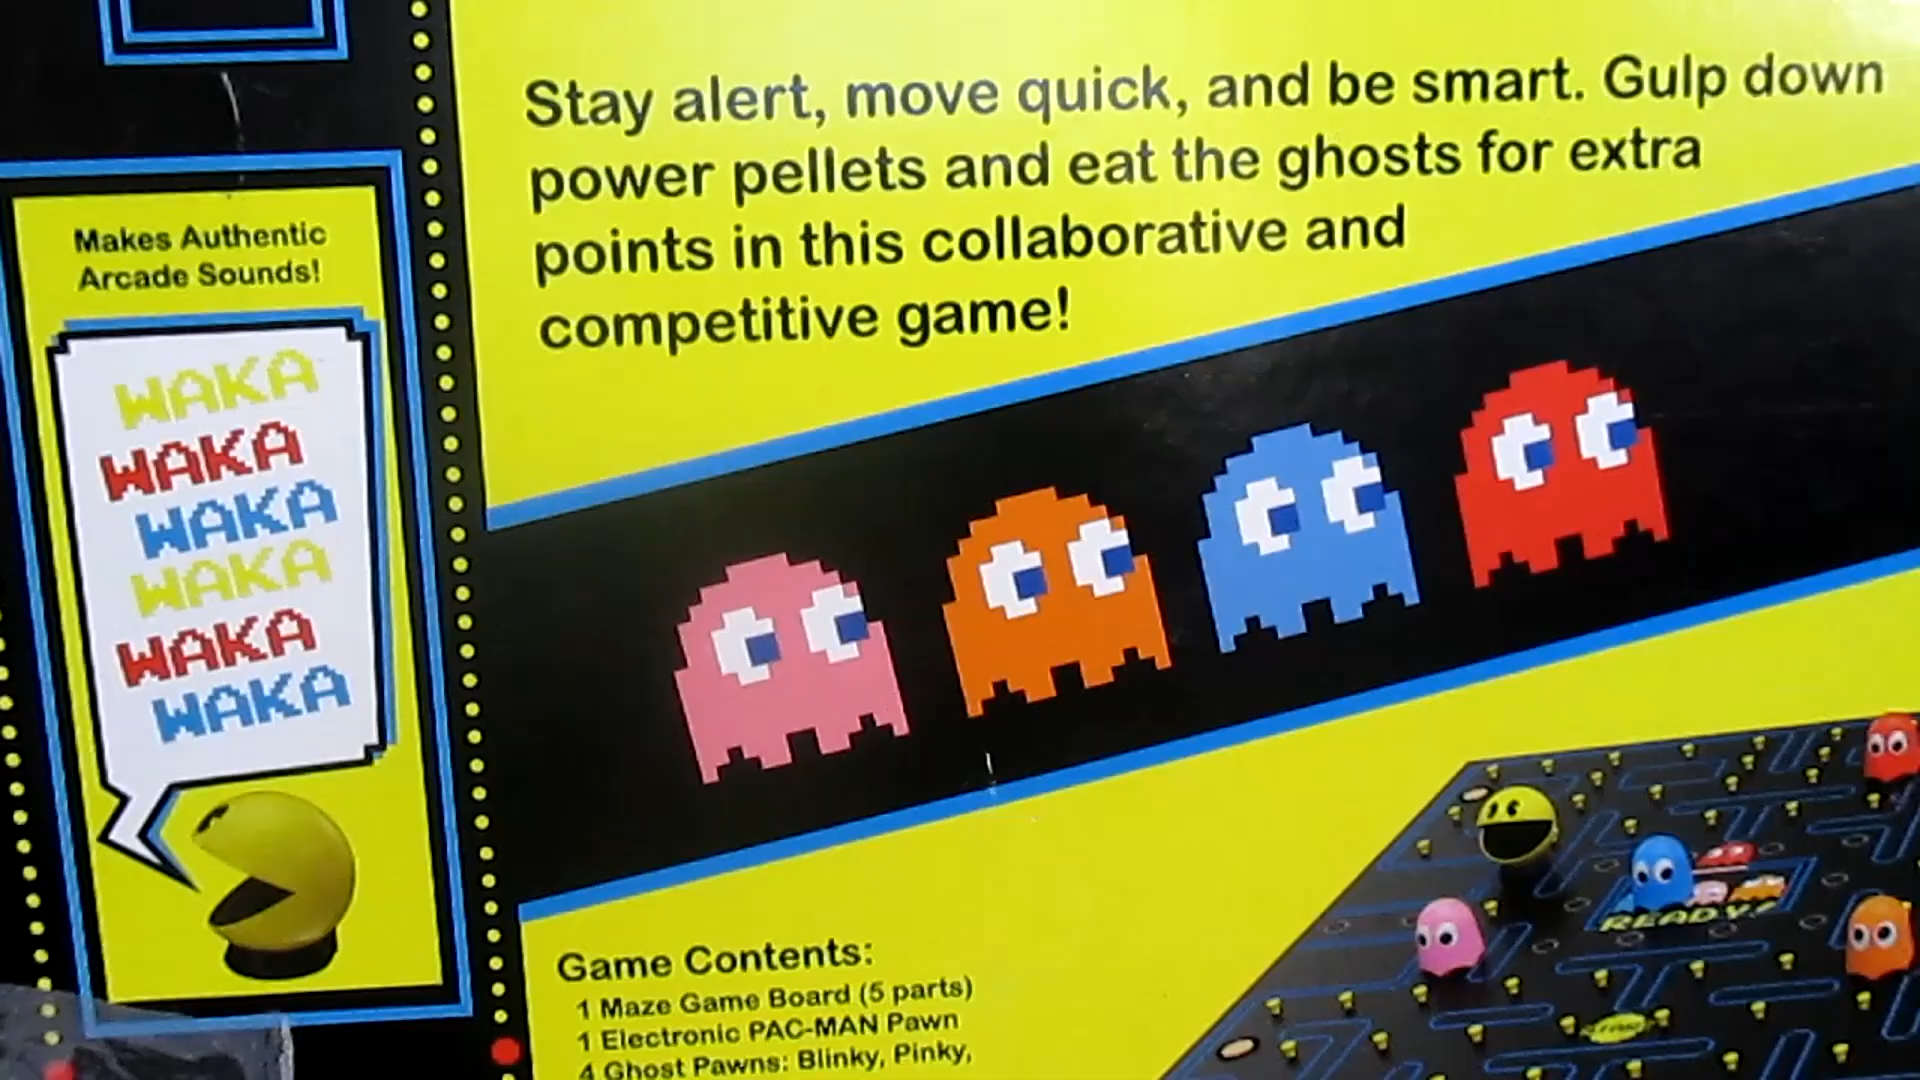 Stay alert, move quick, and be smart. Gulp down
power pellets and eat the ghosts for extra
points in this collaborative and
competitive game!
Makes Authentic
Arcade Sounds!
WAKA
WAKA
WAKA
WAKA
WAKA
WAKA
Game Contents:
1 Maze Game Board (5 parts)
1 Electronic PAC-MAN Pawn
4 Ghost Pawns: Blinky, Pinky,
READY!